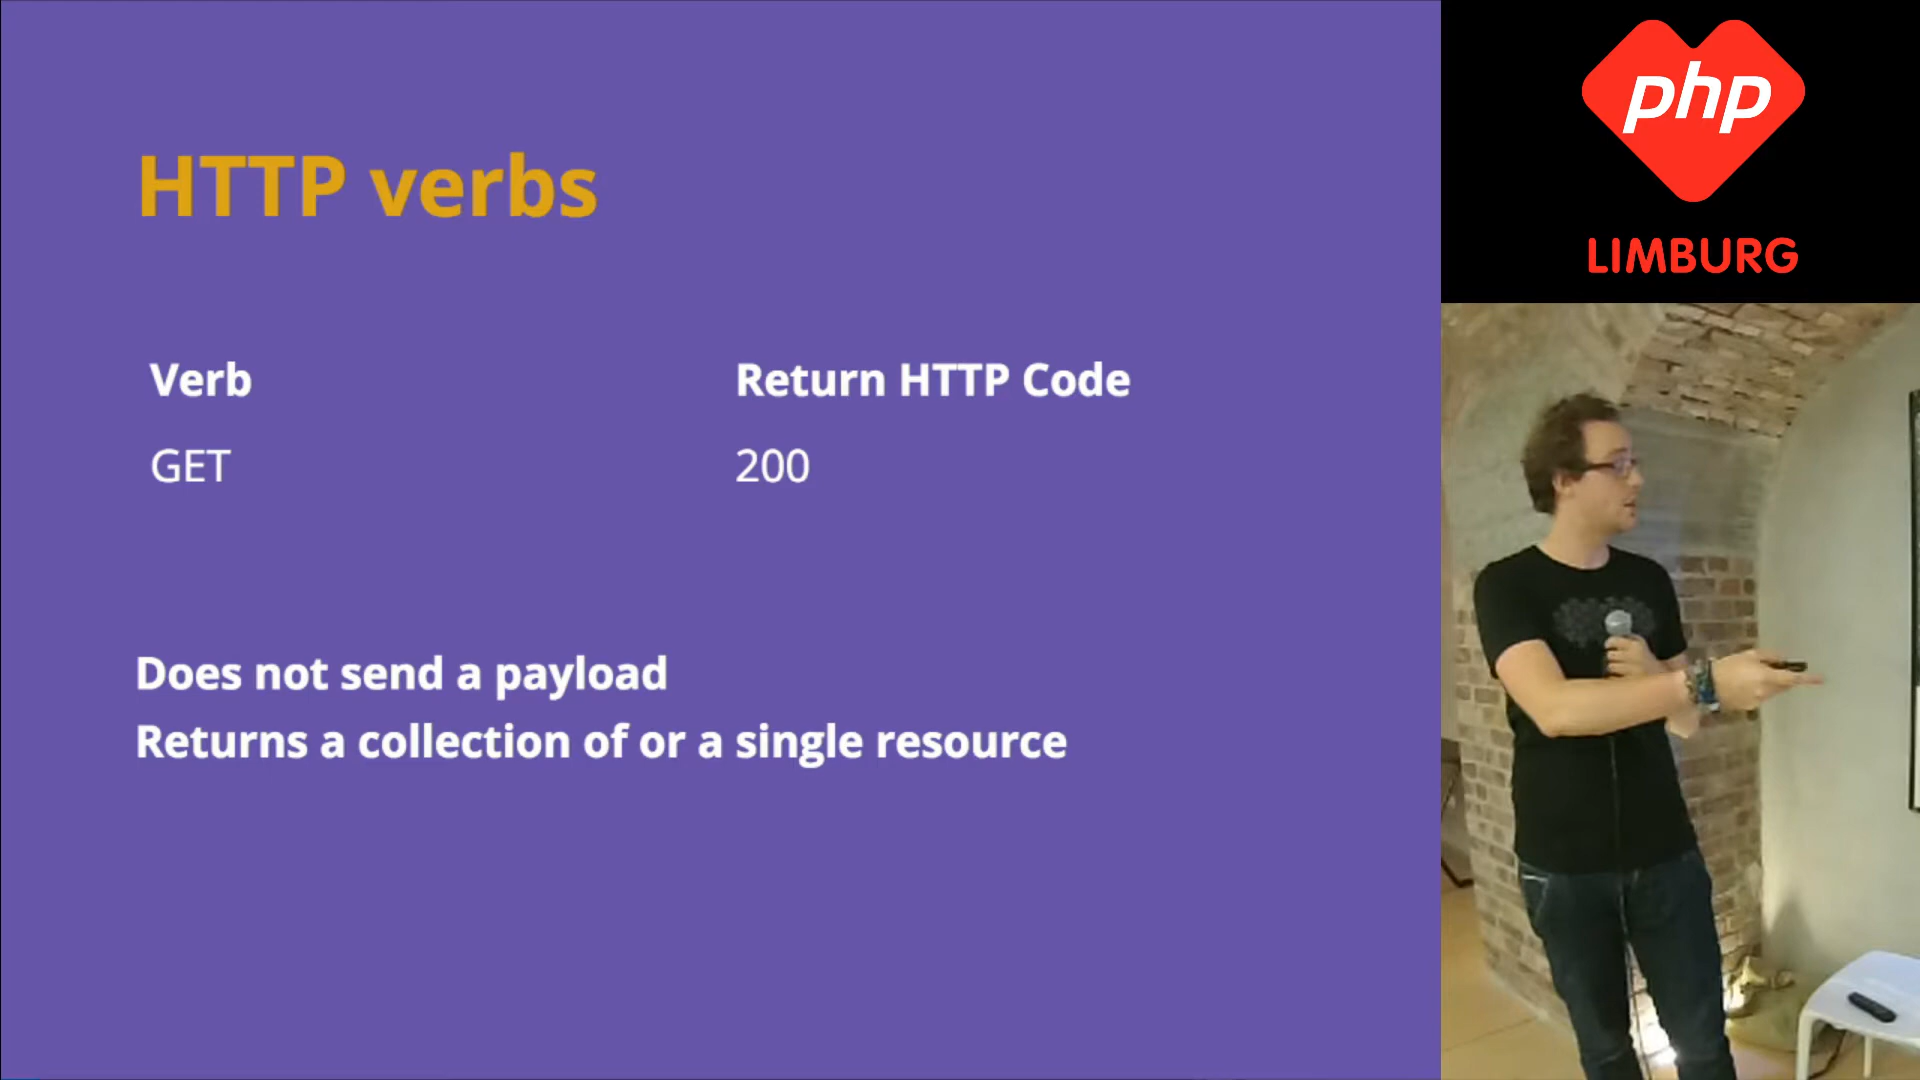 HTTP verbs
Verb
Return HTTP Code
GET
200
Does not send a payload
Returns a collection of or a single resource
php
LIMBURG